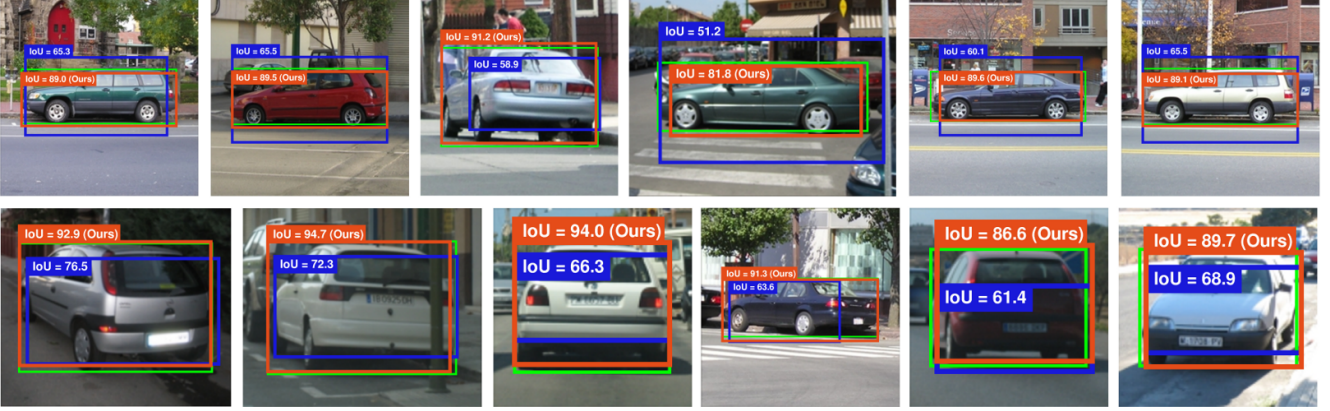 IoU = 65.3
IoU = 89.0 (Ours)
IoU = 65.5
IoU = 89.5 (Ours)
IoU = 91.2 (Ours)
IoU = 58.9
IoU = 51.2
IoU = 81.8 (Ours)
IoU = 60.1
IoU = 89.6 (Ours)
IoU = 65.5
IoU = 89.1 (Ours)
IoU = 92.9 (Ours)
IoU = 76.5
IoU = 94.7 (Ours)
IoU = 72.3
IoU = 94.0 (Ours)
IoU = 66.3
IoU = 91.3 (Ours)
IoU = 63.6
IoU = 86.6 (Ours)
IoU = 61.4
IoU = 89.7 (Ours)
IoU = 68.9